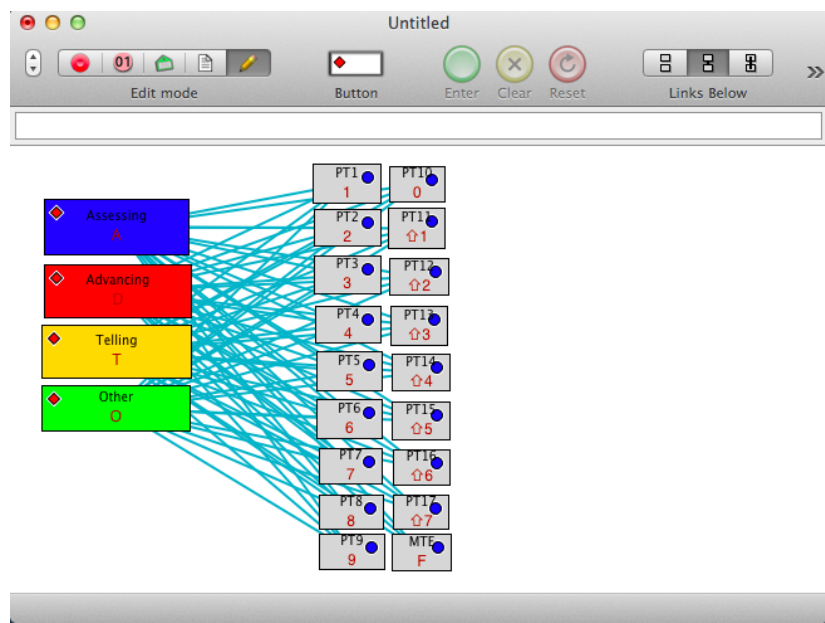 Untitled
01
Edit mode
Button
Enter
Clear
Reset
Links Below
»
Assessing
A
Advancing
D
Telling
T
Other
O
PT1
1
PT10
0
PT2
2
PT11
⇧1
PT3
3
PT12
⇧2
PT4
4
PT13
⇧3
PT5
5
PT14
⇧4
PT6
6
PT15
⇧5
PT7
7
PT16
⇧6
PT8
8
PT17
⇧7
PT9
9
MTE
F